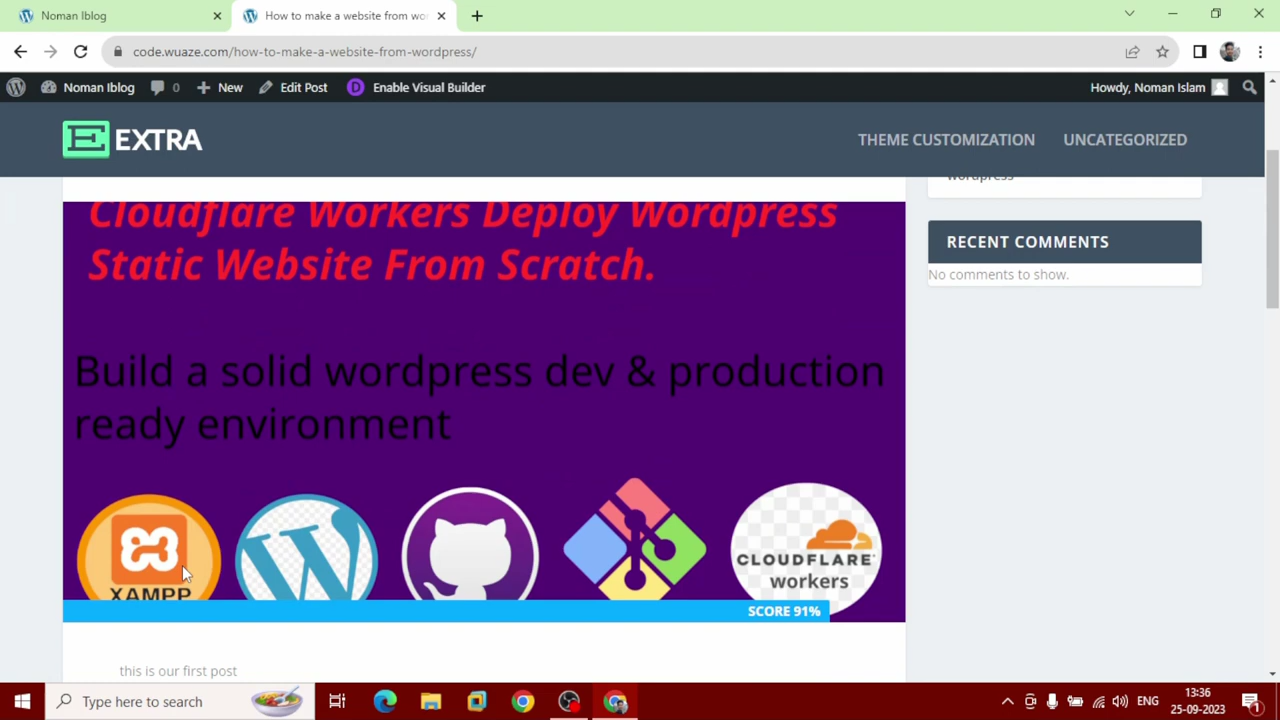 Noman Iblog
How to make a website from wor
code.wuaze.com/how-to-make-a-website-from-wordpress/
Noman Iblog 0 New Edit Post D Enable Visual Builder Howdy, Noman Islam
E EXTRA THEME CUSTOMIZATION UNCATEGORIZED
wordpress
Cloudflare Workers Deploy Wordpress
Static Website From Scratch.
RECENT COMMENTS
No comments to show.
Build a solid wordpress dev & production
ready environment
XAMPP
CLOUDFLARE
workers
SCORE 91%
this is our first post
Type here to search
ENG
13:36
25-09-2023
1